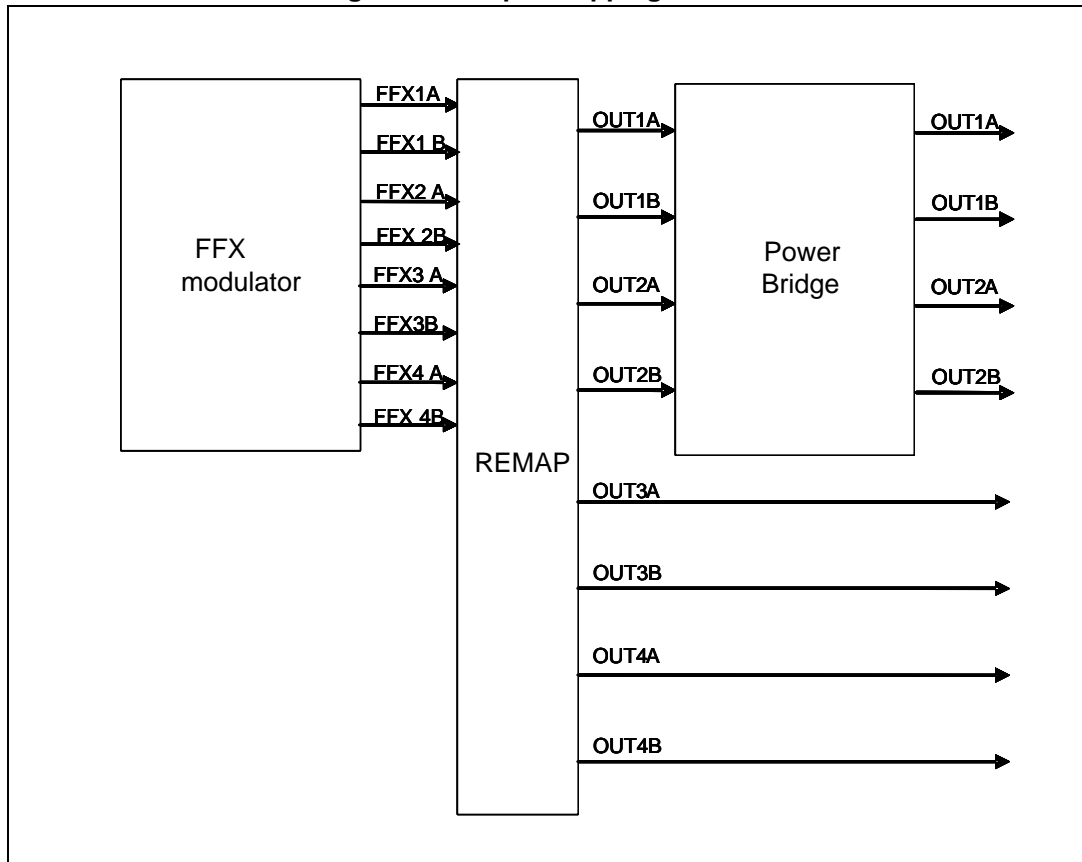 FFX
modulator
FFX1A
FFX1 B
FFX2 A
FFX 2B
FFX3 A
FFX3B
FFX4 A
FFX 4B
REMAP
OUT1A
OUT1B
OUT2A
OUT2B
OUT3A
OUT3B
OUT4A
OUT4B
Power
Bridge
OUT1A
OUT1B
OUT2A
OUT2B